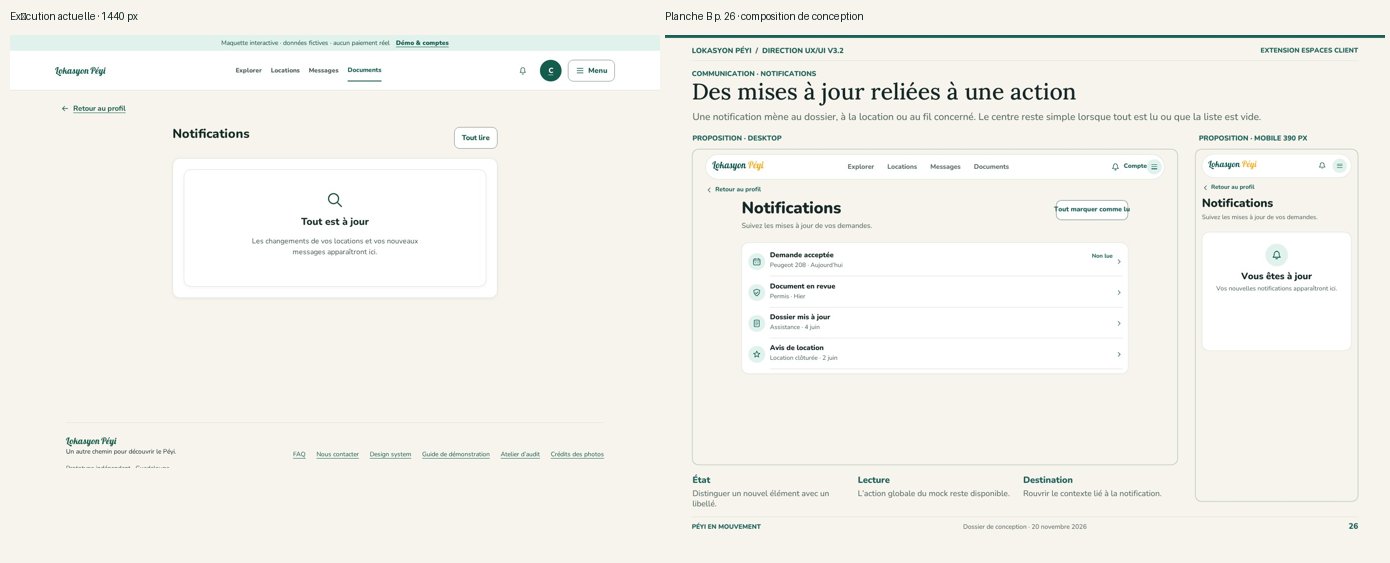 Exécution actuelle · 1440 px
Maquette interactive · données fictives · aucun paiement réel. Démo & comptes
Lokasyon Péyi
Explorer Locations Messages Documents
C
Menu
Retour au profil
Notifications
Tout lire
Tout est à jour
Les changements de vos locations et vos nouveaux
messages apparaîtront ici.
Lokasyon Péyi
Un autre chemin pour découvrir le Péyi.
FAQ Nous contacter Design system Guide de démonstration Atelier d'audit Crédits des photos
Planche B p. 26 · composition de conception
LOKASYON PÉYI / DIRECTION UX/UI V3.2
EXTENSION ESPACES CLIENT
COMMUNICATION · NOTIFICATIONS
Des mises à jour reliées à une action
Une notification mène au dossier, à la location ou au fil concerné. Le centre reste simple lorsque tout est lu ou que la liste est vide.
PROPOSITION · DESKTOP
Lokasyon Péyi
Explorer Locations Messages Documents
Compte
Retour au profil
Notifications
Tout marquer comme lu
Suivez les mises à jour de vos demandes.
Demande acceptée
Peugeot 208 · Aujourd'hui
Non lue
Document en revue
Permis · Hier
Dossier mis à jour
Assistance · 4 juin
Avis de location
Location clôturée · 2 juin
PROPOSITION · MOBILE 390 PX
Lokasyon Péyi
Retour au profil
Notifications
Suivez les mises à jour de vos demandes.
Vous êtes à jour
Vos nouvelles notifications apparaîtront ici.
État
Distinguer un nouvel élément avec un
libellé.
Lecture
L'action globale du mock reste disponible.
Destination
Rouvrir le contexte lié à la notification.
PÉYI EN MOUVEMENT
Dossier de conception · 20 novembre 2026
26